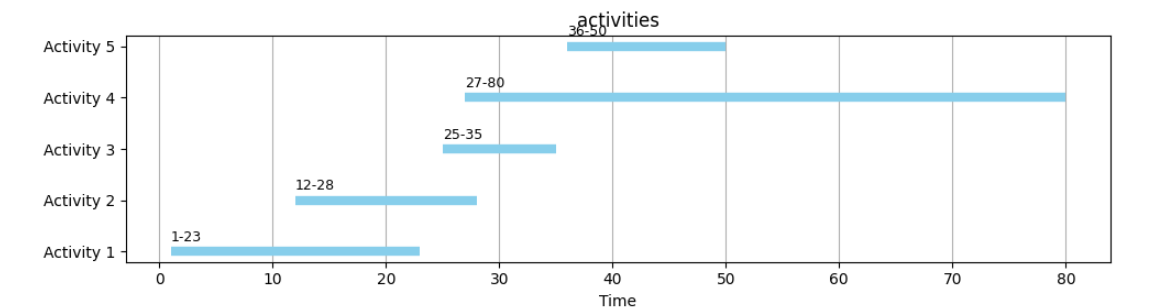 activities
36-50
Activity 5
27-80
Activity 4
25-35
Activity 3
12-28
Activity 2
1-23
Activity 1
0 10 20 30 40 50 60 70 80
Time